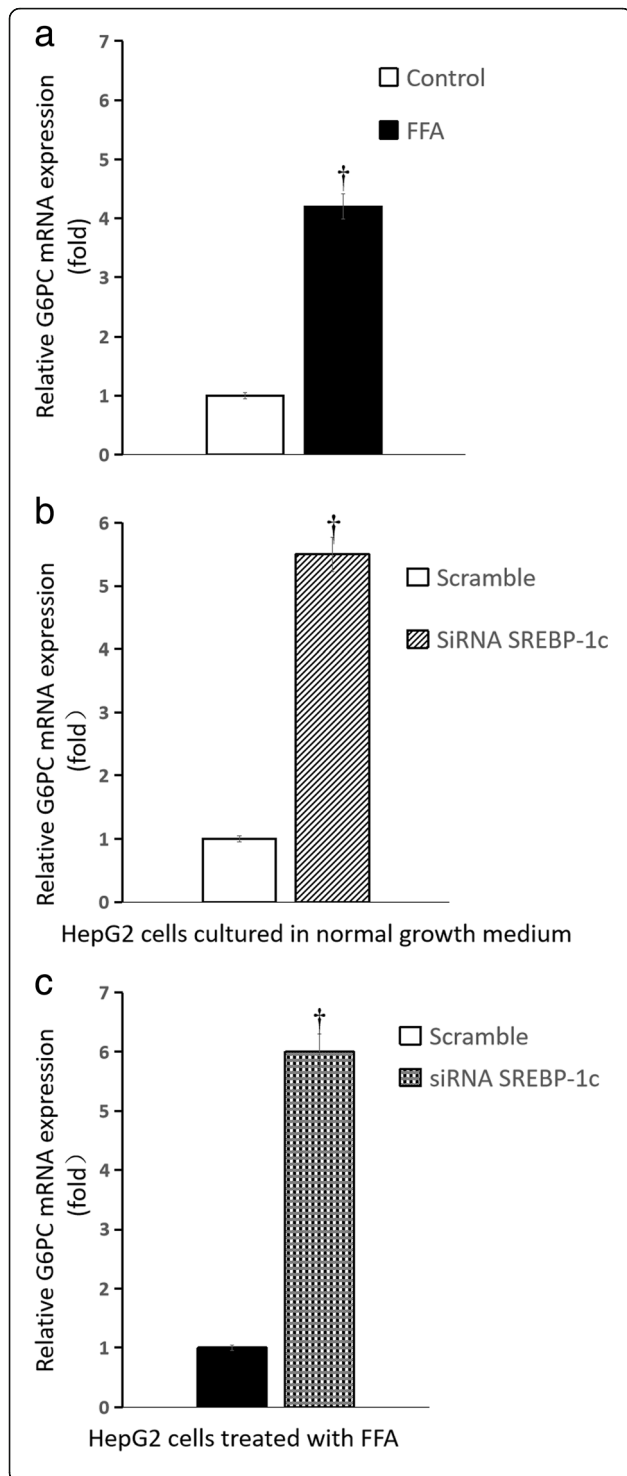 a
Relative G6PC mRNA expression
(fold)
7
6
5
4
3
2
1
0
Control
FFA
†
b
Relative G6PC mRNA expression
(fold）
6
5
4
3
2
1
0
†
Scramble
SiRNA SREBP-1c
HepG2 cells cultured in normal growth medium
c
Relative G6PC mRNA expression
(fold）
7
6
5
4
3
2
1
0
†
Scramble
siRNA SREBP-1c
HepG2 cells treated with FFA